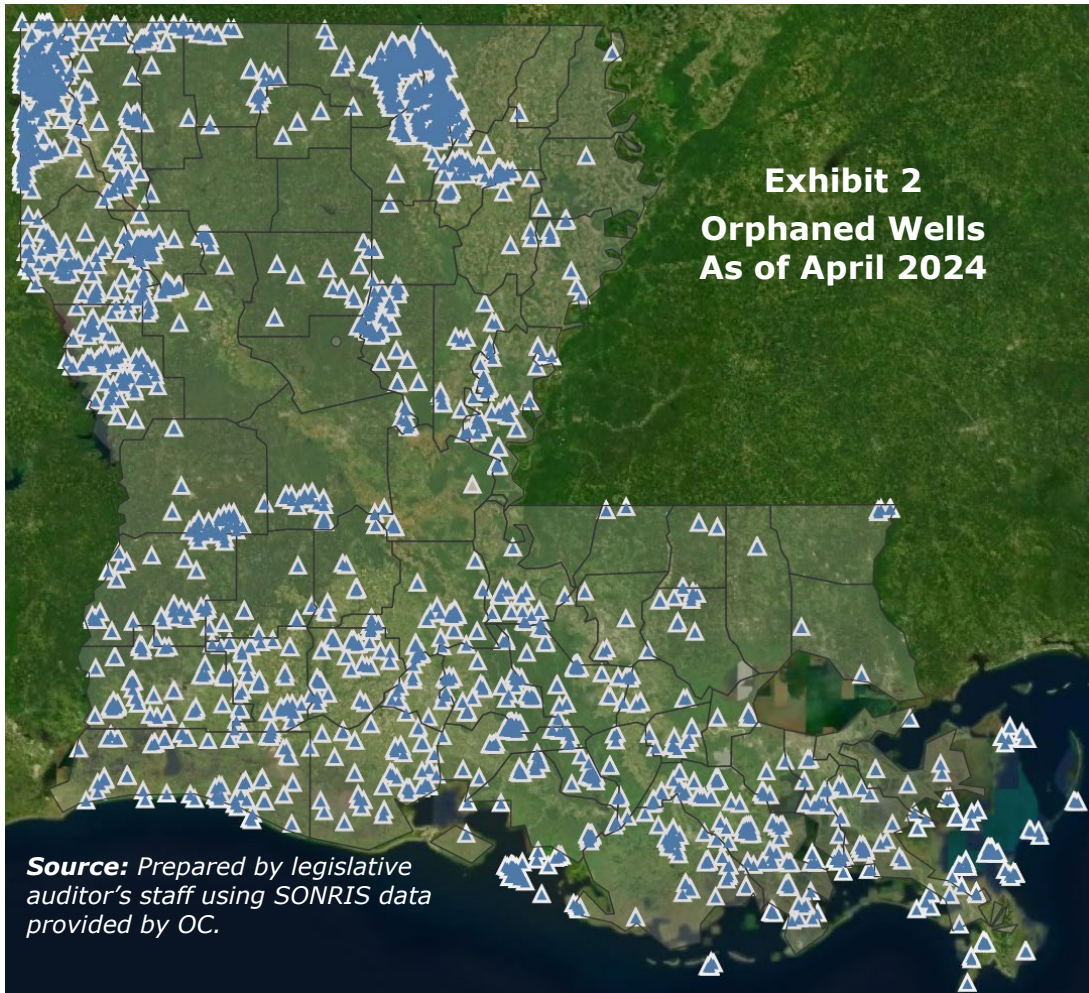 Exhibit 2
Orphaned Wells
As of April 2024
Source: Prepared by legislative
auditor’s staff using SONRIS data
provided by OC.